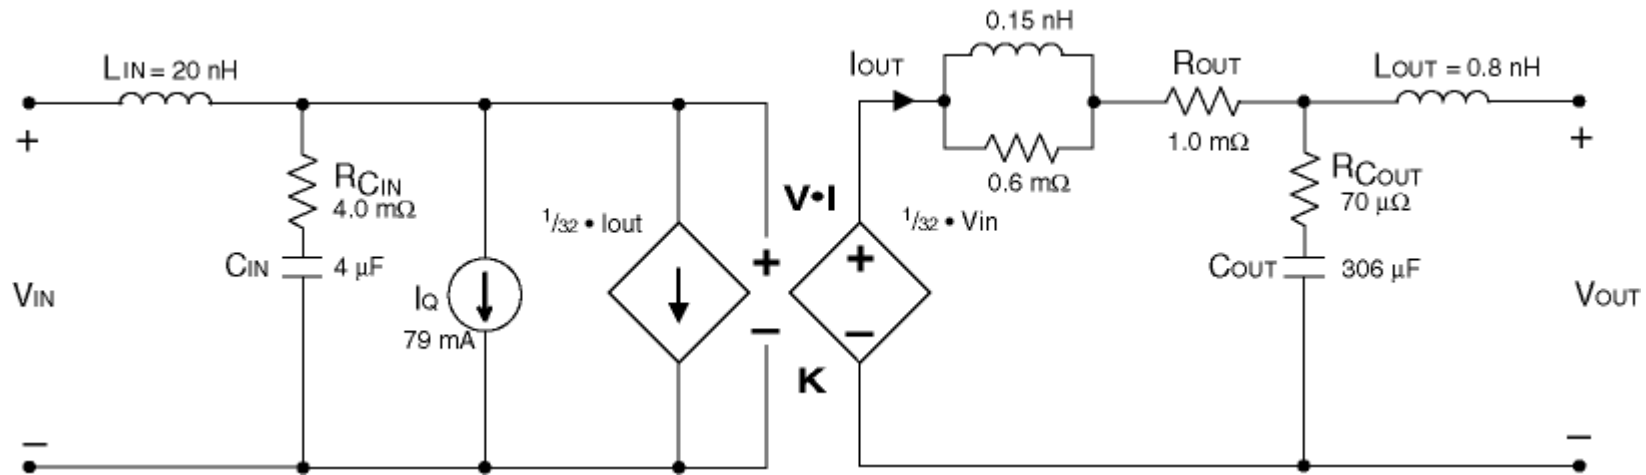 0.15 nH
LIN = 20 nH
IOUT
ROUT
LOUT = 0.8 nH
+
1.0 mΩ
+
RCIN
4.0 mΩ
0.6 mΩ
RCOUT
70 μΩ
V•I
1/32 • Iout
1/32 • Vin
CIN
4 μF
+
+
COUT
306 μF
VIN
IQ
79 mA
VOUT
−
−
K
−
−